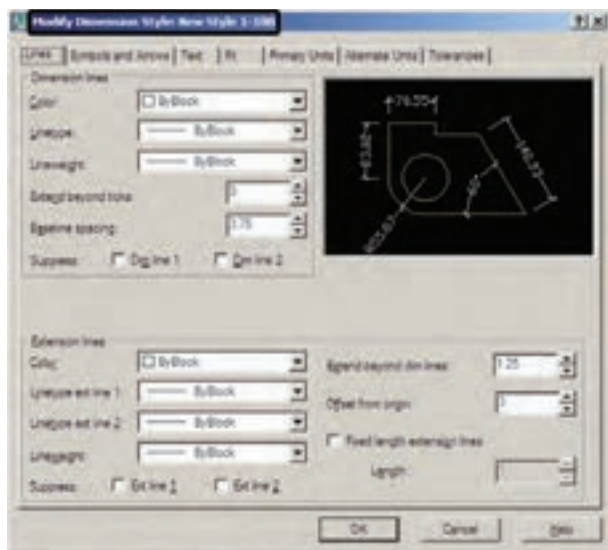 Modify Dimension Style: New Style 1-100
Lines Symbols and Arrows Text Fit Primary Units Alternate Units Tolerances
Dimension lines
Color: ByBlock
Linetype: ByBlock
Lineweight: ByBlock
Extend beyond ticks: 0
Baseline spacing: 3.75
Suppress: Dim line 1 Dim line 2
Extension lines
Color: ByBlock
Linetype ext line 1: ByBlock
Linetype ext line 2: ByBlock
Lineweight: ByBlock
Suppress: Ext line 1 Ext line 2
Extend beyond dim lines: 1.25
Offset from origin:
Fixed length extension lines
Length:
OK Cancel Help